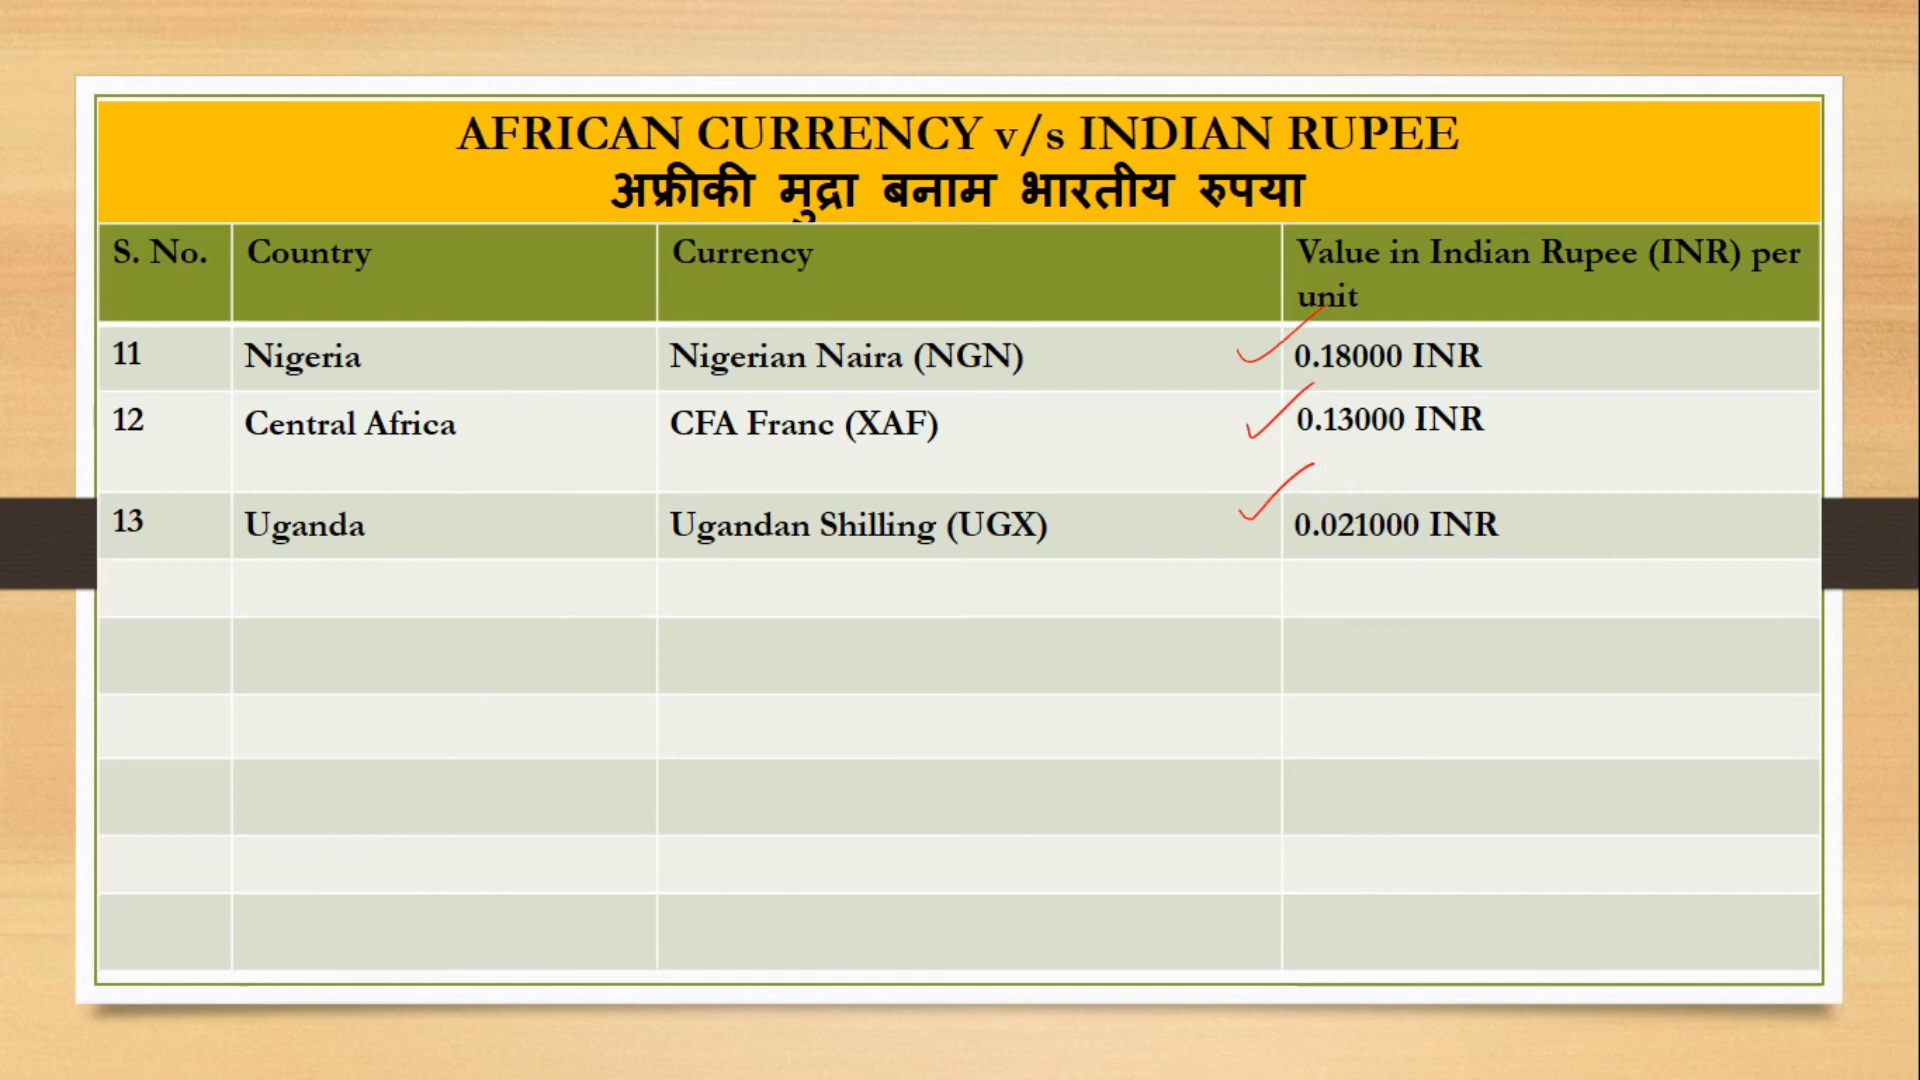 AFRICAN CURRENCY v/s INDIAN RUPEE
अफ्रीकी मुद्रा बनाम भारतीय रुपया
S. No. Country Currency Value in Indian Rupee (INR) per
unit
11 Nigeria Nigerian Naira (NGN) 0.18000 INR
12 Central Africa CFA Franc (XAF) 0.13000 INR
13 Uganda Ugandan Shilling (UGX) 0.021000 INR